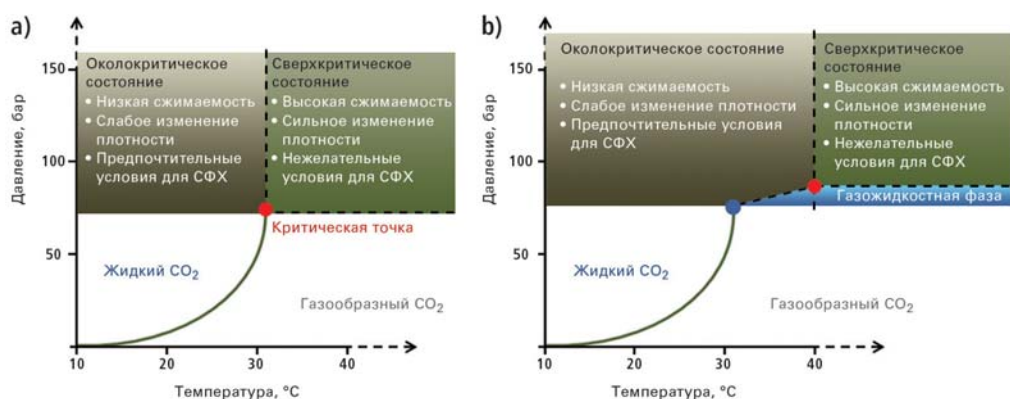 a)
Давление, бар
150
100
50
Околокритическое
состояние
• Низкая сжимаемость
• Слабое изменение
плотности
• Предпочтительные
условия для СФХ
Сверхкритическое
состояние
• Высокая сжимаемость
• Сильное изменение
плотности
• Нежелательные
условия для СФХ
Критическая точка
Жидкий CO₂
Газообразный CO₂
10 20 30 40
Температура, °C
b)
Давление, бар
150
100
50
Околокритическое состояние
• Низкая сжимаемость
• Слабое изменение плотности
• Предпочтительные условия
для СФХ
Сверхкритическое
состояние
• Высокая сжимаемость
• Сильное изменение
плотности
• Нежелательные
условия для СФХ
Газожидкостная фаза
Жидкий CO₂
Газообразный CO₂
10 20 30 40
Температура, °C